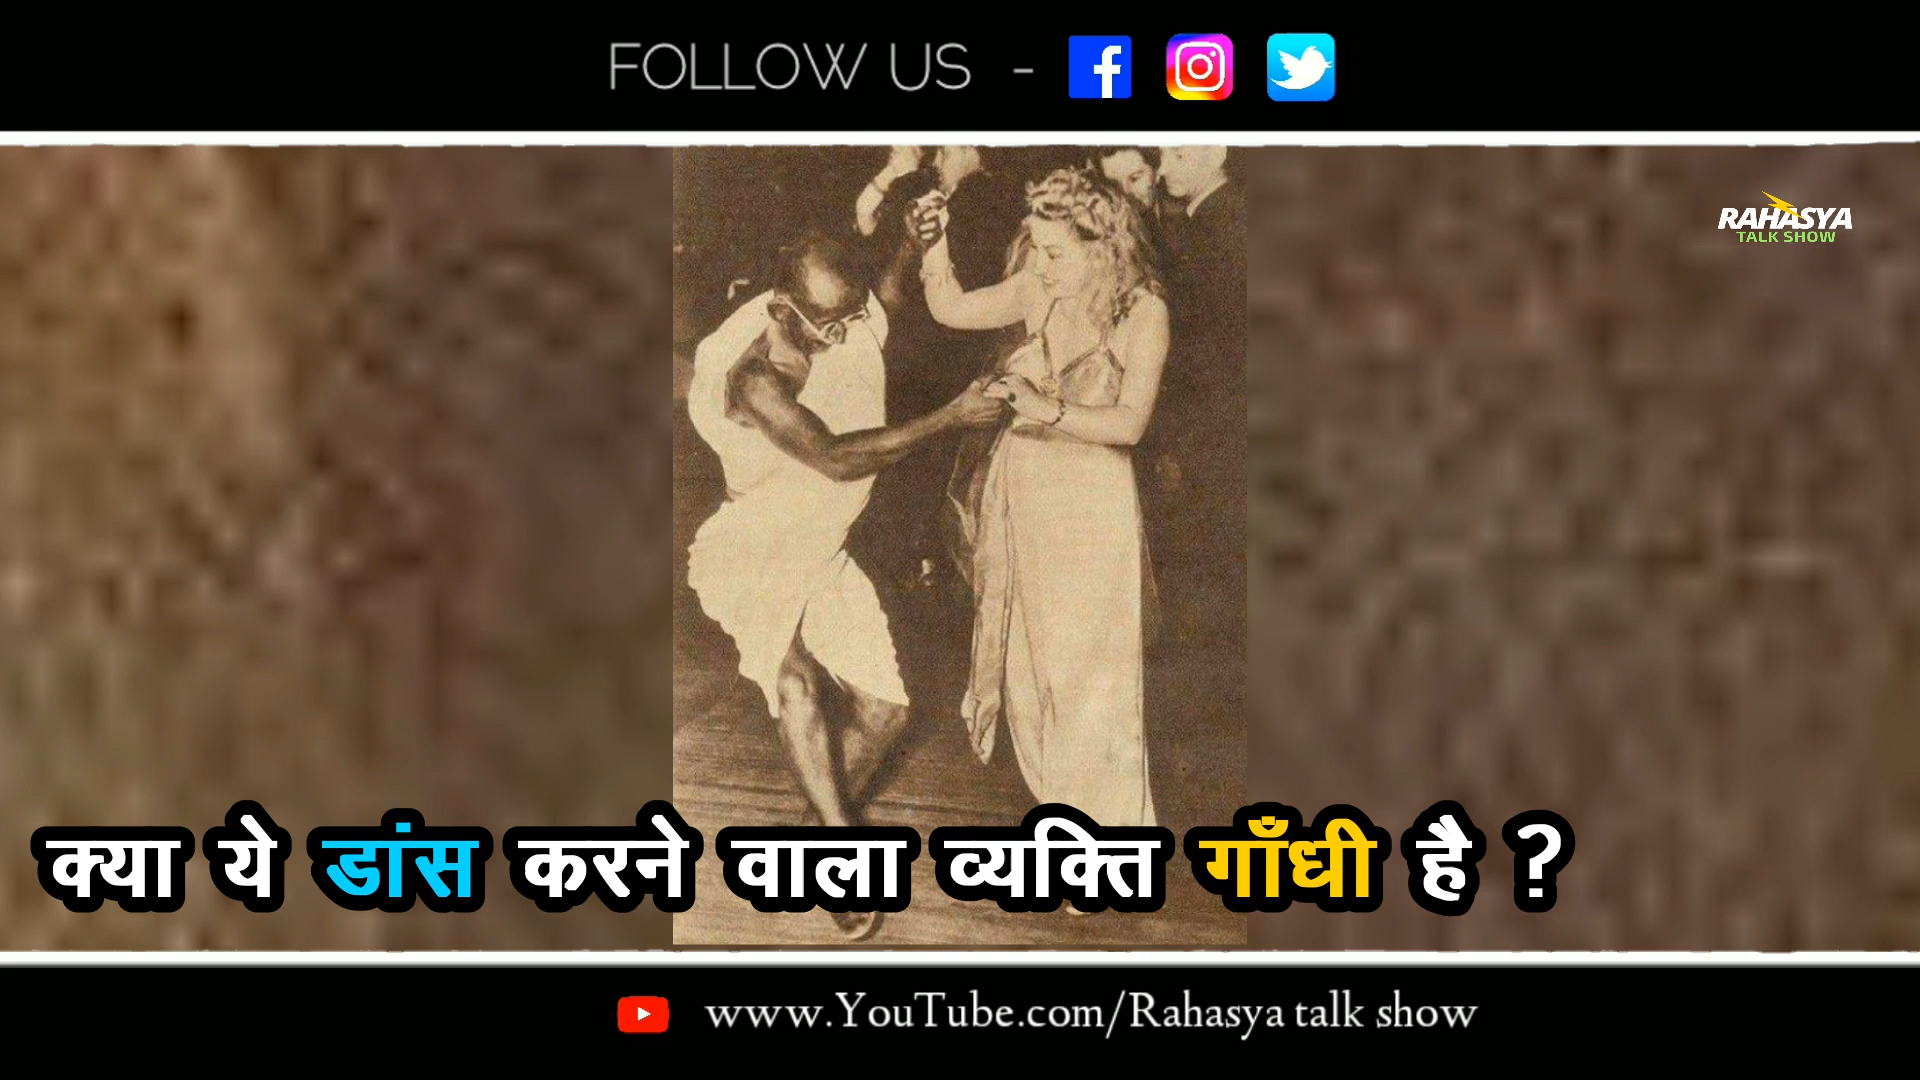 FOLLOW US -
RAHASYA
TALK SHOW
क्या ये डांस करने वाला व्यक्ति गाँधी है ?
www.YouTube.com/Rahasya talk show